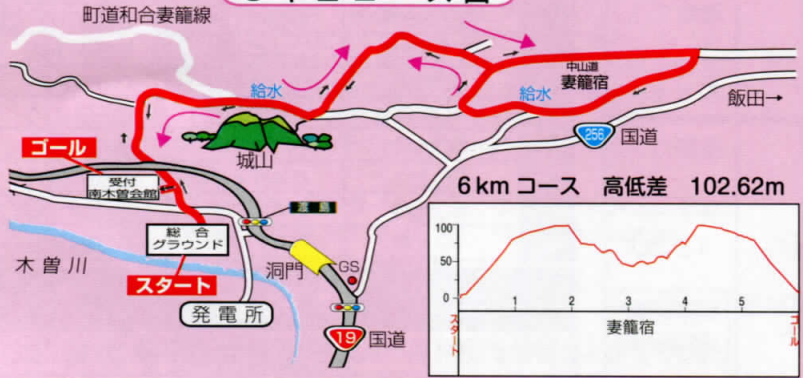 町道和合妻籠線
給水
中山道
妻籠宿
給水
飯田→
256
国道
城山
ゴール
受付
南木曽会館
総合
グラウンド
スタート
木曽川
洞門
GS
発電所
19
国道
6kmコース 高低差 102.62m
100
50
0
1
2
3
4
5
スタート
妻籠宿
ゴール